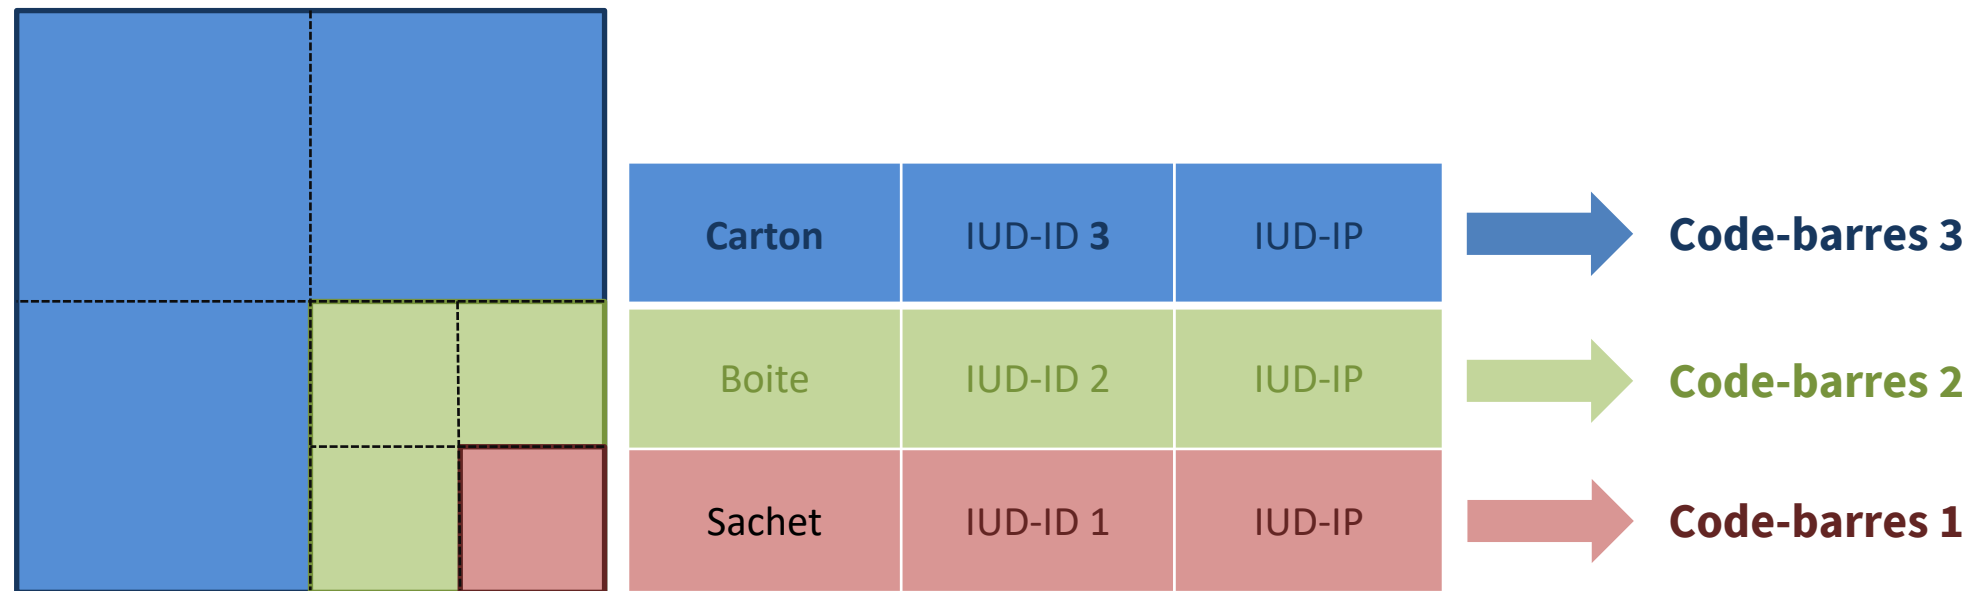 Carton IUD-ID 3 IUD-IP Code-barres 3
Boite IUD-ID 2 IUD-IP Code-barres 2
Sachet IUD-ID 1 IUD-IP Code-barres 1